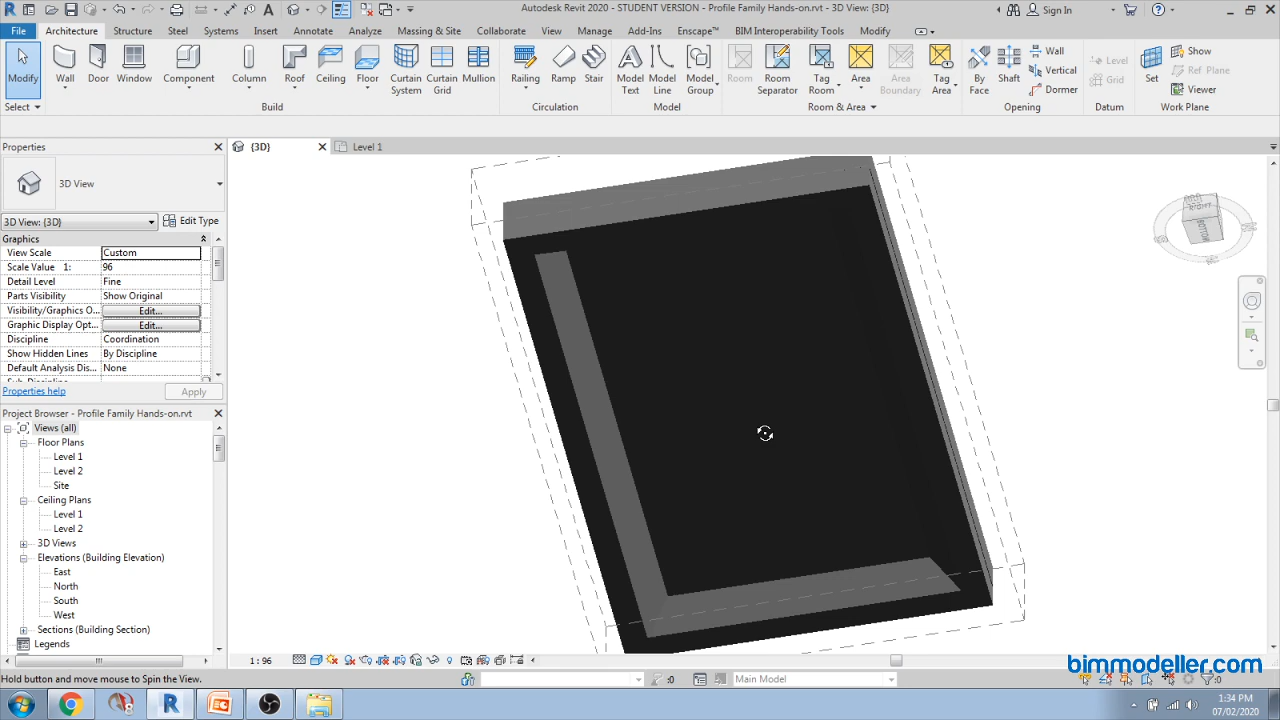 Autodesk Revit 2020 - STUDENT VERSION - Profile Family Hands-on.rvt - 3D View: {3D}
Sign In
File Architecture Structure Steel Systems Insert Annotate Analyze Massing & Site Collaborate View Manage Add-Ins Enscape™ BIM Interoperability Tools Modify
Modify
Wall
Door
Window
Component
Column
Roof
Ceiling
Floor
Curtain System
Curtain Grid
Mullion
Railing
Ramp
Stair
Model Text
Model Line
Model Group
Room
Room Separator
Tag Room
Area
Area Boundary
Tag Area
By Face
Shaft
Wall
Vertical
Dormer
Level
Grid
Set
Show
Ref Plane
Viewer
Select
Build
Circulation
Model
Room & Area
Opening
Datum
Work Plane
Properties
{3D}
Level 1
3D View
3D View: {3D}
Edit Type
Graphics
View Scale Custom
Scale Value 1: 96
Detail Level Fine
Parts Visibility Show Original
Visibility/Graphics O... Edit...
Graphic Display Opt... Edit...
Discipline Coordination
Show Hidden Lines By Discipline
Default Analysis Dis... None
Properties help
Apply
Project Browser - Profile Family Hands-on.rvt
Views (all)
Floor Plans
Level 1
Level 2
Site
Ceiling Plans
Level 1
Level 2
3D Views
Elevations (Building Elevation)
East
North
South
West
Sections (Building Section)
Legends
1 : 96
bimmodeller.com
Hold button and move mouse to Spin the View.
:0
Main Model
:0
1:34 PM
07/02/2020